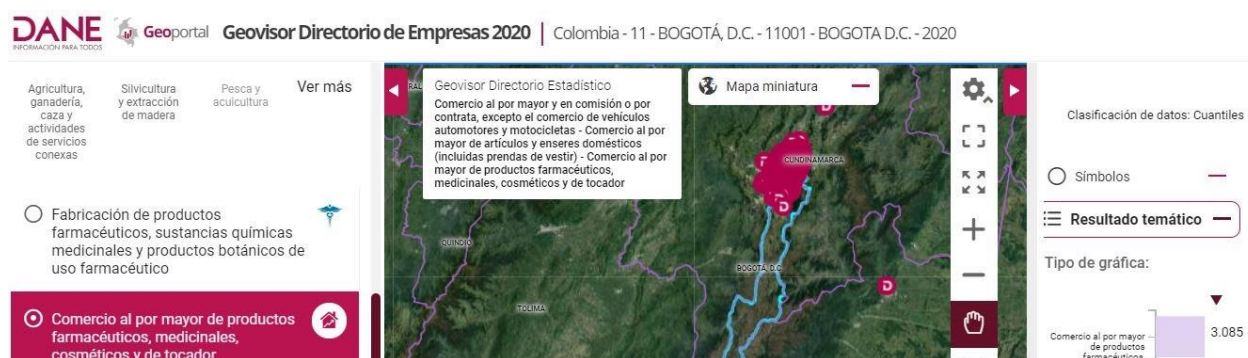 DANE
INFORMACIÓN PARA TODOS
Geoportal
Geovisor Directorio de Empresas 2020 | Colombia - 11 - BOGOTÁ, D.C. - 11001 - BOGOTA D.C. - 2020
Agricultura,
ganadería,
caza y
actividades
de servicios
conexas
Silvicultura
y extracción
de madera
Pesca y
acuicultura
Ver más
Fabricación de productos
farmacéuticos, sustancias químicas
medicinales y productos botánicos de
uso farmacéutico
Comercio al por mayor de productos
farmacéuticos, medicinales,
cosméticos y de tocador
Geovisor Directorio Estadístico
Comercio al por mayor y en comisión o por
contrata, excepto el comercio de vehículos
automotores y motocicletas - Comercio al por
mayor de artículos y enseres domésticos
(incluidas prendas de vestir) - Comercio al por
mayor de productos farmacéuticos,
medicinales, cosméticos y de tocador
Mapa miniatura
CUNDINAMARCA
QUINDIO
BOGOTÁ, D.C.
TOLIMA
Clasificación de datos: Cuantiles
Símbolos
Resultado temático
Tipo de gráfica:
Comercio al por mayor
de productos
farmacéuticos,
3.085